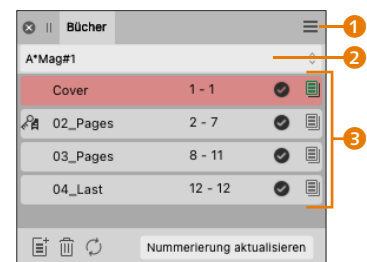 Bücher
1
A*Mag#1
2
Cover 1 - 1
02_Pages 2 - 7
3
03_Pages 8 - 11
04_Last 12 - 12
Nummerierung aktualisieren